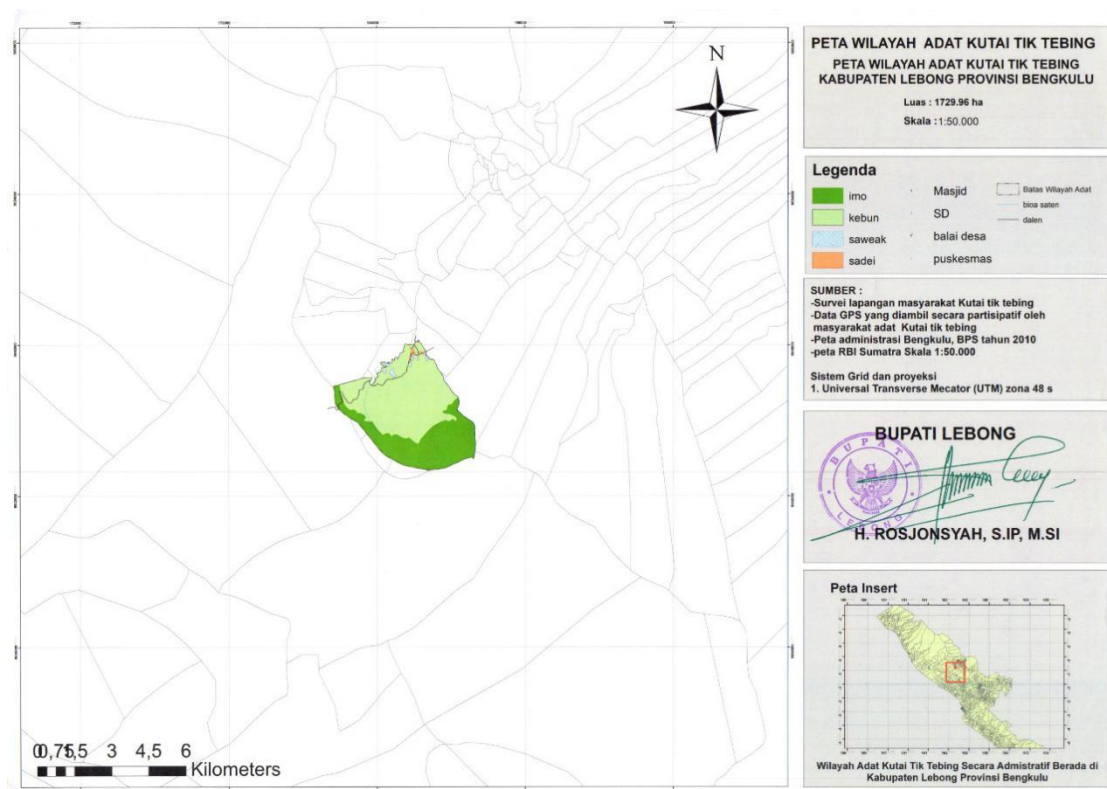 N
0 0,75 1,5 3 4,5 6
Kilometers
PETA WILAYAH ADAT KUTAI TIK TEBING
PETA WILAYAH ADAT KUTAI TIK TEBING
KABUPATEN LEBONG PROVINSI BENGKULU
Luas : 1729.96 ha
Skala : 1:50.000
Legenda
imo
kebun
saweak
sadei
Masjid
SD
balai desa
puskesmas
Batas Wilayah Adat
bioa saten
dalen
SUMBER :
-Survei lapangan masyarakat Kutai tik tebing
-Data GPS yang diambil secara partisipatif oleh
masyarakat adat Kutai tik tebing
-Peta administrasi Bengkulu, BPS tahun 2010
-peta RBI Sumatra Skala 1:50.000
Sistem Grid dan proyeksi
1. Universal Transverse Mecator (UTM) zona 48 s
BUPATI LEBONG
BUPATI
LEBONG
H. ROSJONSYAH, S.IP, M.SI
Peta Insert
Wilayah Adat Kutai Tik Tebing Secara Admistratif Berada di
Kabupaten Lebong Provinsi Bengkulu